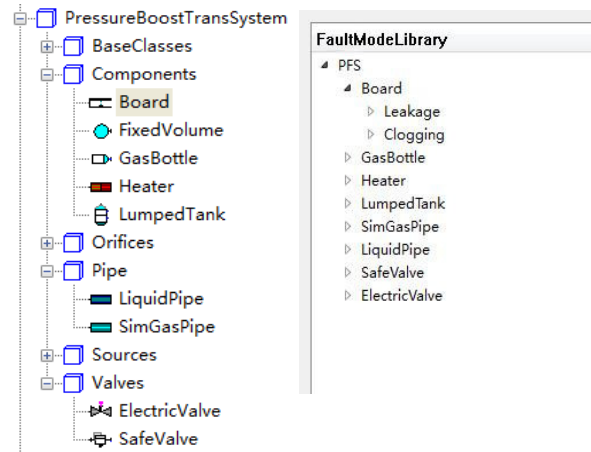 PressureBoostTransSystem
BaseClasses
Components
Board
FixedVolume
GasBottle
Heater
LumpedTank
Orifices
Pipe
LiquidPipe
SimGasPipe
Sources
Valves
ElectricValve
SafeValve
FaultModeLibrary
PFS
Board
Leakage
Clogging
GasBottle
Heater
LumpedTank
SimGasPipe
LiquidPipe
SafeValve
ElectricValve